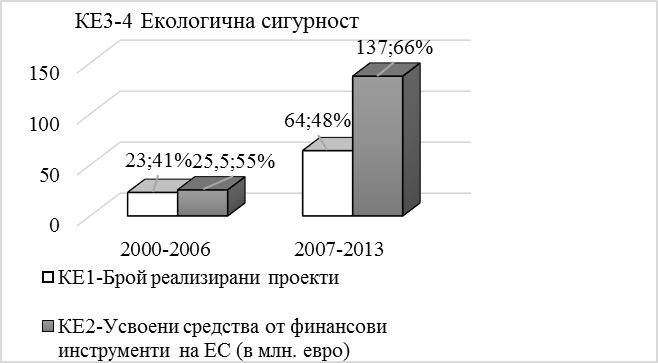 КЕ3-4 Екологична сигурност
137;66%
150
64;48%
100
23;41% 25,5;55%
50
0
2000-2006 2007-2013
КЕ1-Брой реализирани проекти
КЕ2-Усвоени средства от финансови
инструменти на ЕС (в млн. евро)